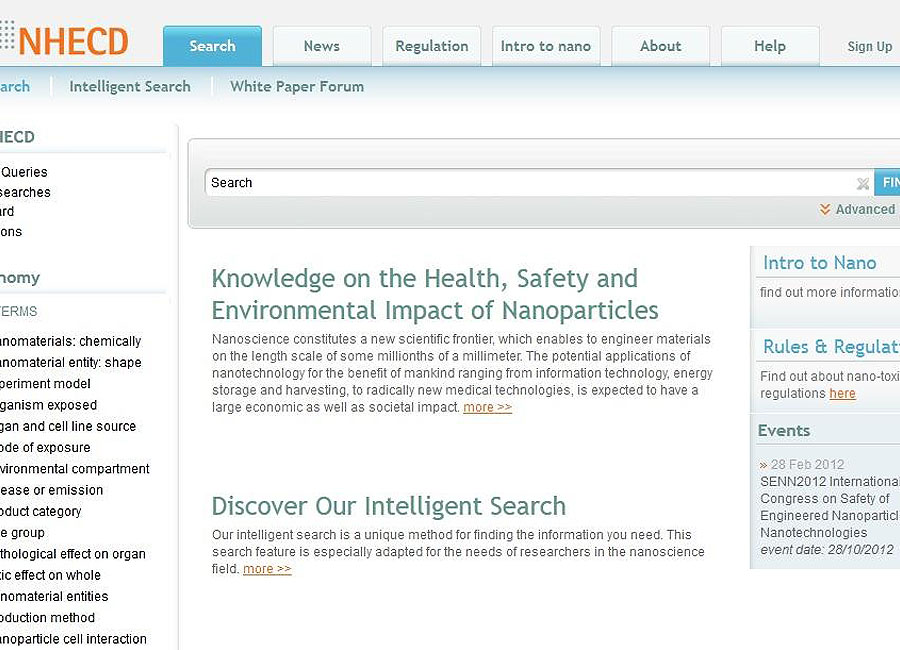 NHECD
Search
News
Regulation
Intro to nano
About
Help
Sign Up
arch
Intelligent Search
White Paper Forum
HECD
Queries
searches
ard
ons
nomy
TERMS
anomaterials: chemically
anomaterial entity: shape
periment model
ganism exposed
gan and cell line source
ode of exposure
vironmental compartment
ease or emission
oduct category
e group
thological effect on organ
ic effect on whole
nomaterial entities
oduction method
anoparticle cell interaction
Search
FIN
Advanced
Knowledge on the Health, Safety and
Environmental Impact of Nanoparticles
Nanoscience constitutes a new scientific frontier, which enables to engineer materials
on the length scale of some millionths of a millimeter. The potential applications of
nanotechnology for the benefit of mankind ranging from information technology, energy
storage and harvesting, to radically new medical technologies, is expected to have a
large economic as well as societal impact. more >>
Discover Our Intelligent Search
Our intelligent search is a unique method for finding the information you need. This
search feature is especially adapted for the needs of researchers in the nanoscience
field. more >>
Intro to Nano
find out more informatio
Rules & Regulat
Find out about nano-toxi
regulations here
Events
» 28 Feb 2012
SENN2012 International
Congress on Safety of
Engineered Nanoparticl
Nanotechnologies
event date: 28/10/2012